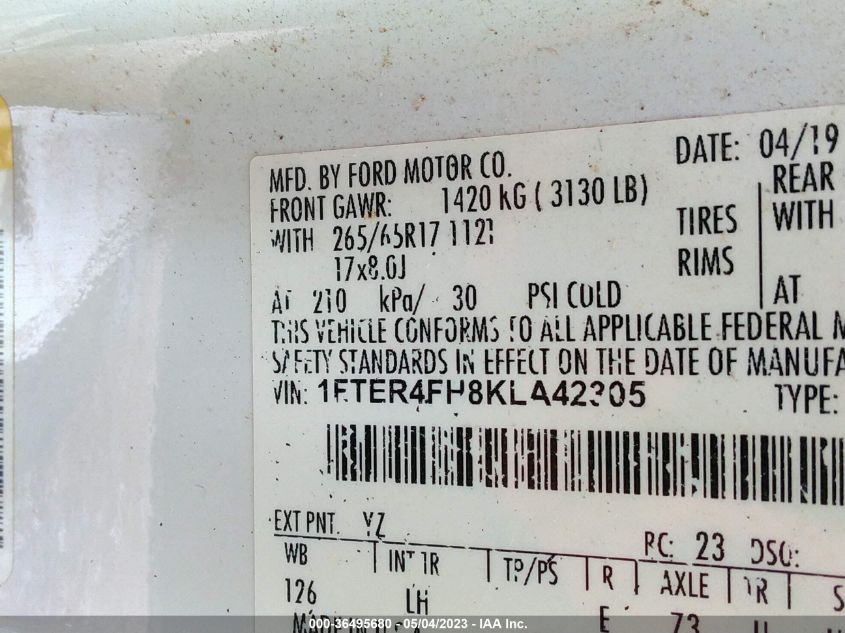 DATE: 04/19
MFD. BY FORD MOTOR CO.
FRONT GAWR: 1420 KG ( 3130 LB) REAR
WITH 265/65R17 112T TIRES WITH
17x8.0J RIMS
AT 210 kPa/ 30 PSI COLD AT
THIS VEHICLE CONFORMS TO ALL APPLICABLE FEDERAL M
SAFETY STANDARDS IN EFFECT ON THE DATE OF MANUFA
VIN: 1FTER4FH8KLA42305 TYPE:
EXT PNT: YZ RC: 23 DSO:
WB INT TR TP/PS R AXLE TR S
126 LH E 73 U
MADE IN U.S.A
000-36495680 - 05/04/2023 - IAA Inc.